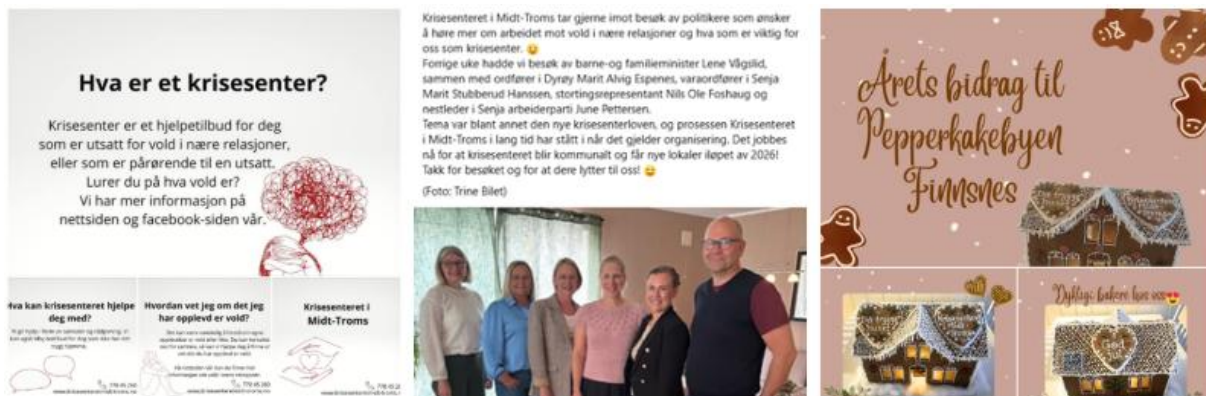 Hva er et krisesenter?
Krisesenter er et hjelpetilbud for deg
som er utsatt for vold i nære relasjoner,
eller som er pårørende til en utsatt.
Lurer du på hva vold er?
Vi har mer informasjon på
nettsiden og facebook-siden vår.
Hva kan krisesenteret hjelpe
deg med?
Hvordan vet jeg om det jeg
har opplevd er vold?
Krisesenteret i
Midt-Troms
Krisesenteret i Midt-Troms tar gjerne imot besøk av politikere som ønsker
å høre mer om arbeidet mot vold i nære relasjoner og hva som er viktig for
oss som krisesenter. 😄
Forrige uke hadde vi besøk av barne-og familieminister Lene Vågslid,
sammen med ordfører i Dyrøy Marit Alvig Espenes, varaordfører i Senja
Marit Stubberud Hanssen, stortingsrepresentant Nils Ole Foshaug og
nestleder i Senja arbeiderparti June Pettersen.
Tema var blant annet den nye krisesenterloven, og prosessen Krisesenteret
i Midt-Troms i lang tid har stått i når det gjelder organisering. Det jobbes
nå for at krisesenteret blir kommunalt og får nye lokaler iløpet av 2026!
Takk for besøket og for at dere lytter til oss! 😄
(Foto: Trine Bilet)
Årets bidrag til
Pepperkakebyen
Finnsnes
Dyktige bakere hos oss😍